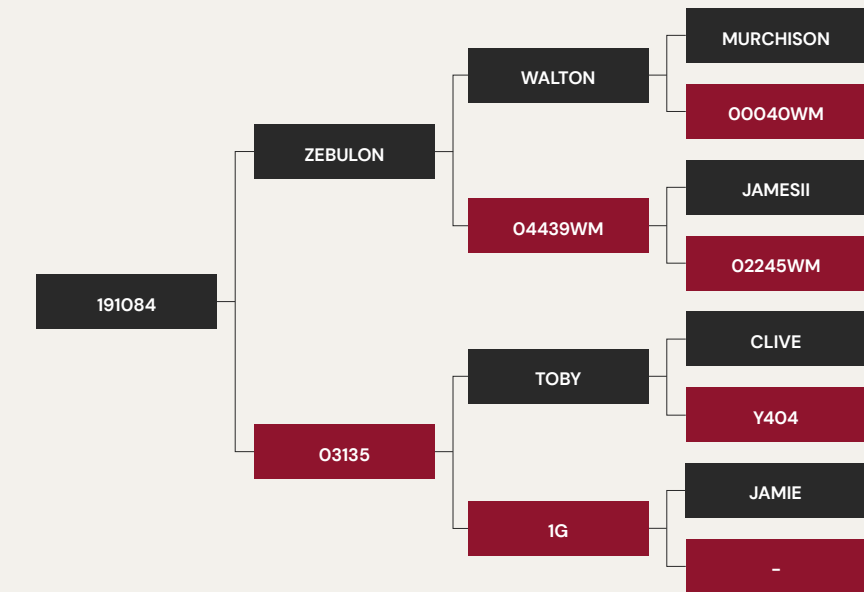 MURCHISON
WALTON
00040WM
ZEBULON
JAMESII
04439WM
02245WM
191084
CLIVE
TOBY
Y404
03135
JAMIE
1G
-